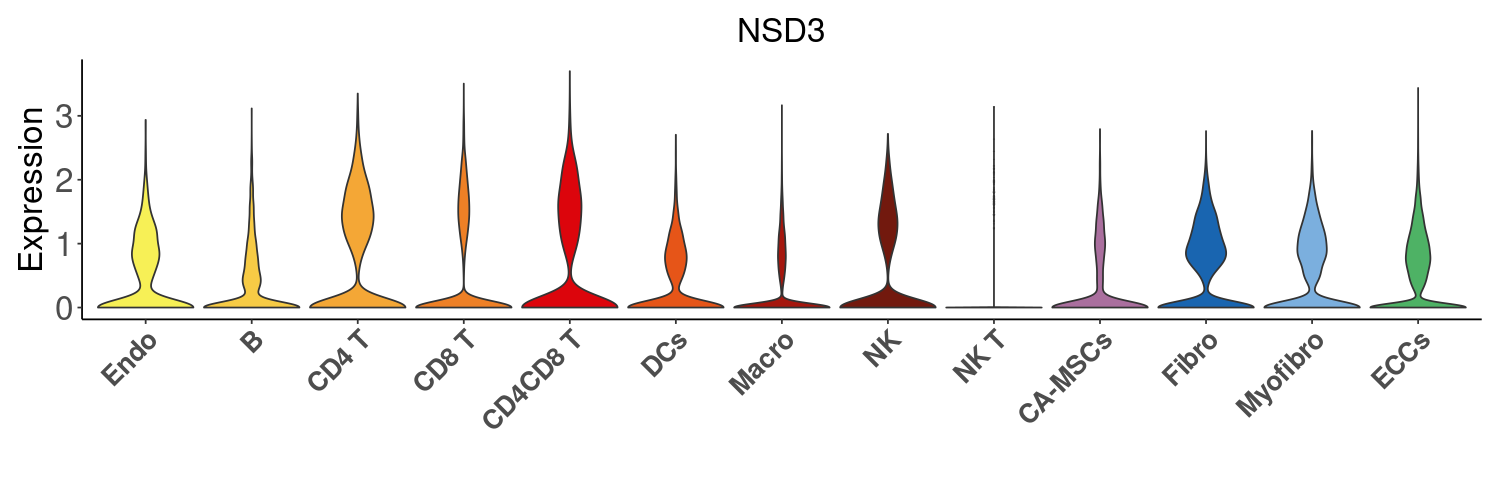 NSD3
Expression
3
2
1
0
Endo
B
CD4 T
CD8 T
CD4CD8 T
DCs
Macro
NK
NK T
CA-MSCs
Fibro
Myofibro
ECCs